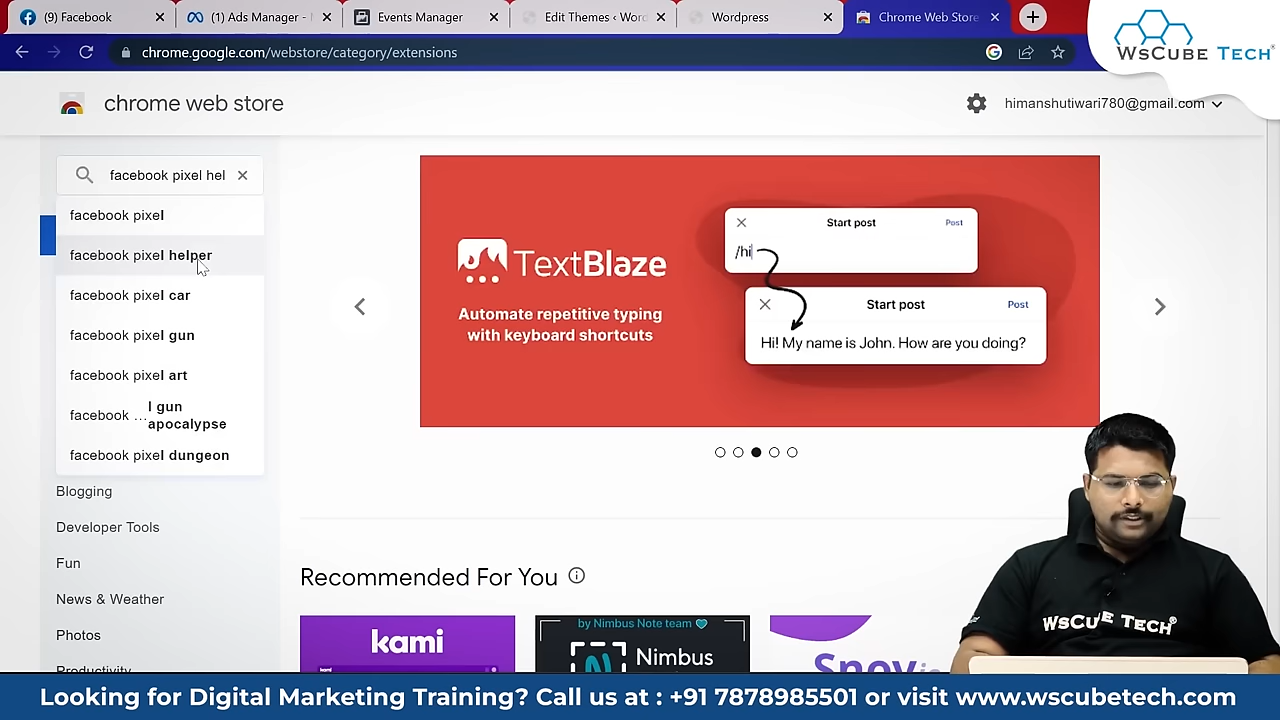 (9) Facebook
(1) Ads Manager -
Events Manager
Edit Themes ‹ Wor
Wordpress
Chrome Web Store
WsCube Tech®
chrome.google.com/webstore/category/extensions
chrome web store
himanshutiwari780@gmail.com
facebook pixel hel
facebook pixel
facebook pixel helper
facebook pixel car
facebook pixel gun
facebook pixel art
facebook ...l gun
apocalypse
facebook pixel dungeon
Blogging
Developer Tools
Fun
News & Weather
Photos
Productivity
TextBlaze
Automate repetitive typing
with keyboard shortcuts
Start post
Post
/hi
Start post
Post
Hi! My name is John. How are you doing?
Recommended For You
kami
by Nimbus Note team
Nimbus
WsCube Tech
Looking for Digital Marketing Training? Call us at : +91 7878985501 or visit www.wscubetech.com